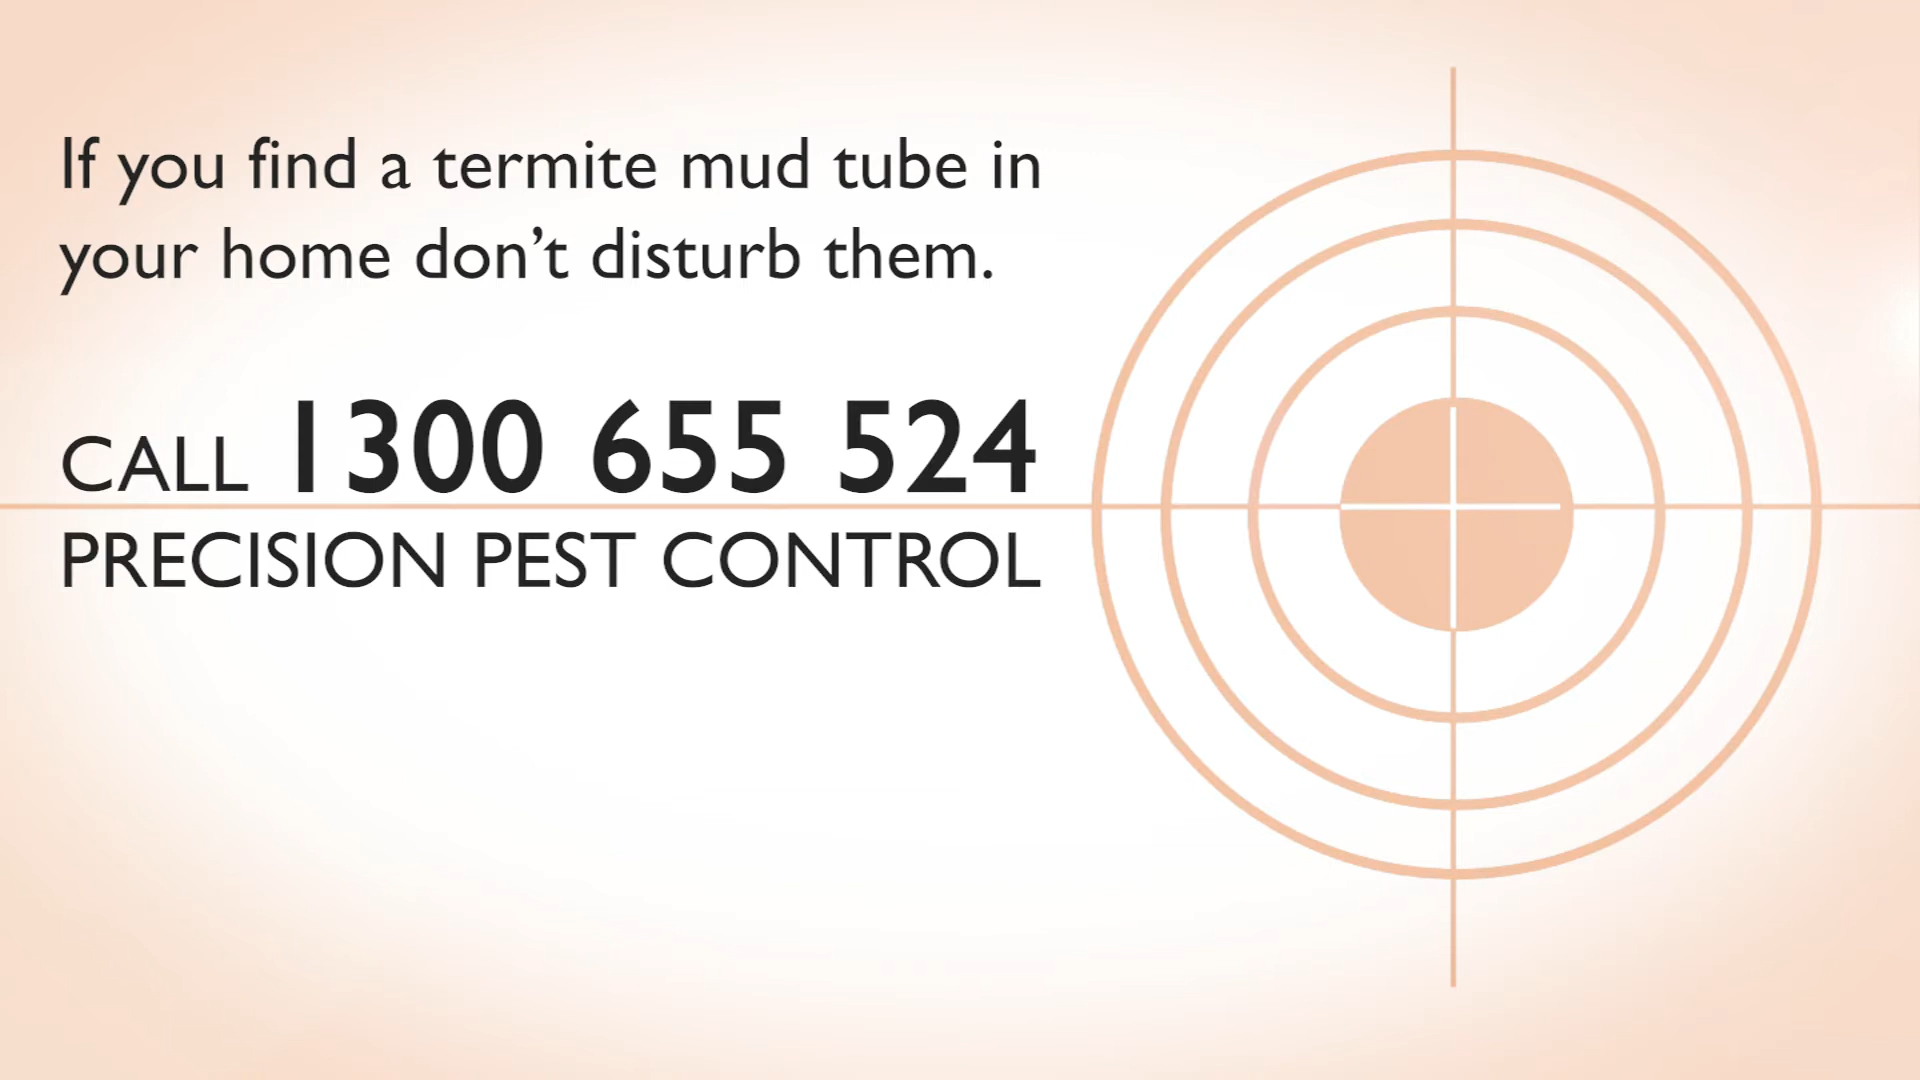 If you find a termite mud tube in
your home don’t disturb them.
CALL 1300 655 524
PRECISION PEST CONTROL